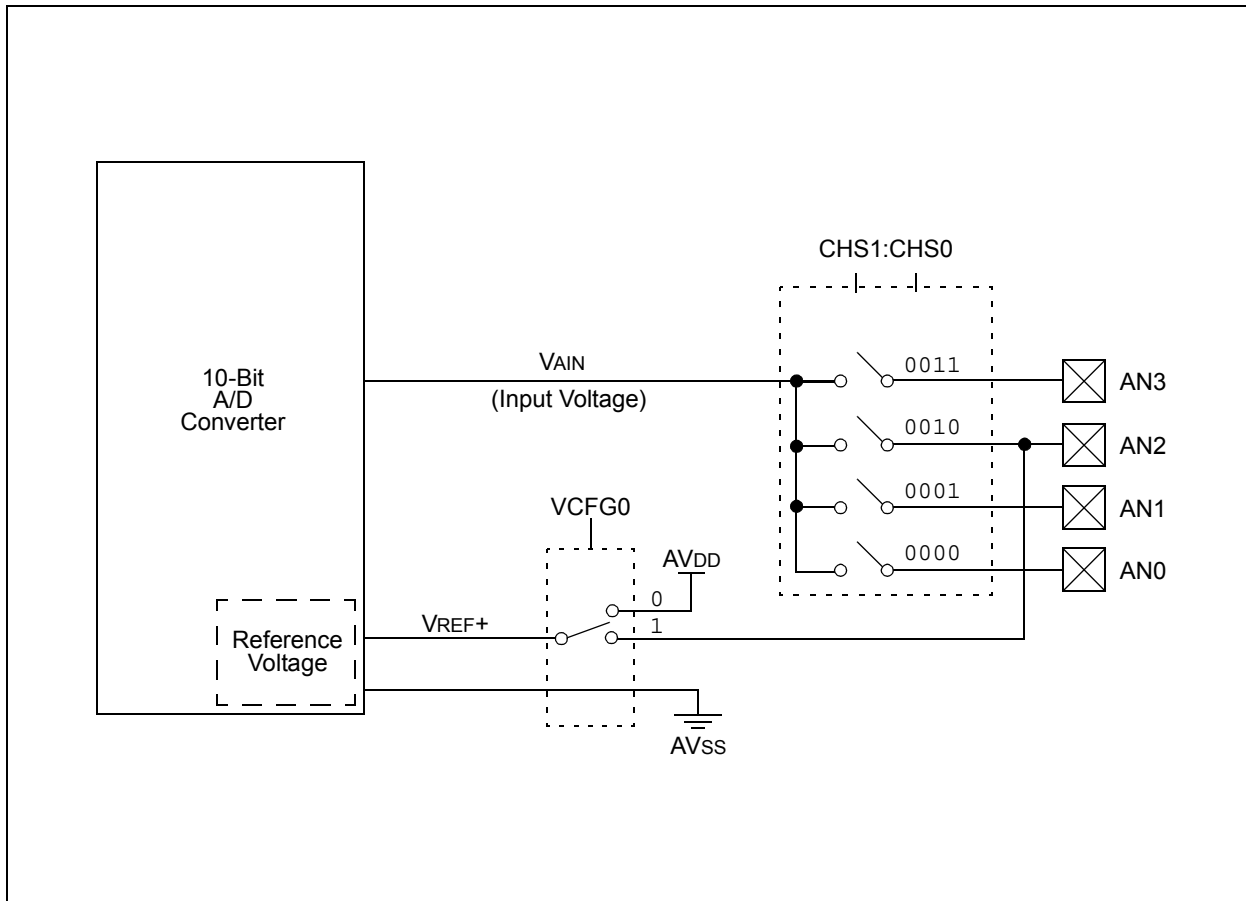 CHS1:CHS0
10-Bit
A/D
Converter
VAIN
(Input Voltage)
0011
AN3
0010
AN2
0001
AN1
0000
AN0
VCFG0
AVDD
0
1
VREF+
Reference
Voltage
AVSS